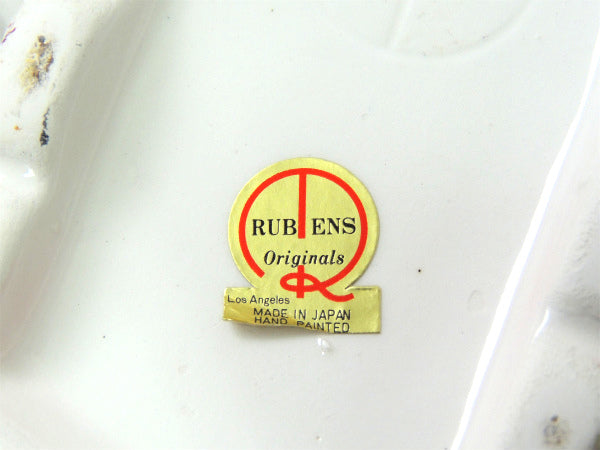 RUBENS
Originals
R
Los Angeles
MADE IN JAPAN
HAND PAINTED